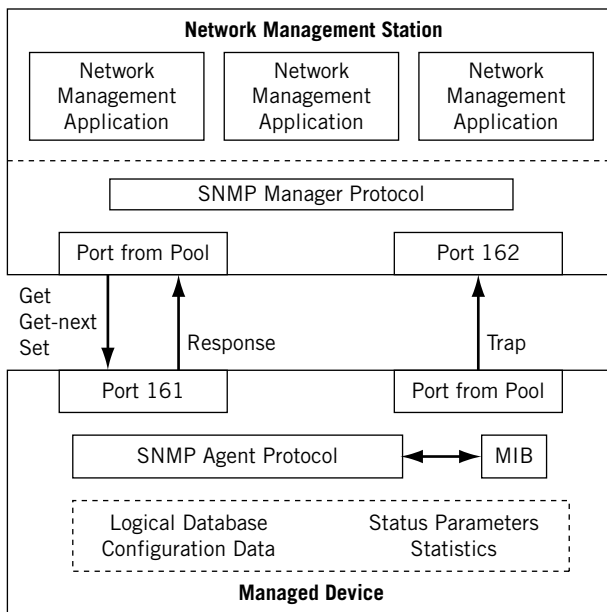 Network Management Station
Network
Management
Application
Network
Management
Application
Network
Management
Application
SNMP Manager Protocol
Port from Pool
Port 162
Get
Get-next
Set
Response
Trap
Port 161
Port from Pool
SNMP Agent Protocol
MIB
Logical Database
Configuration Data
Status Parameters
Statistics
Managed Device